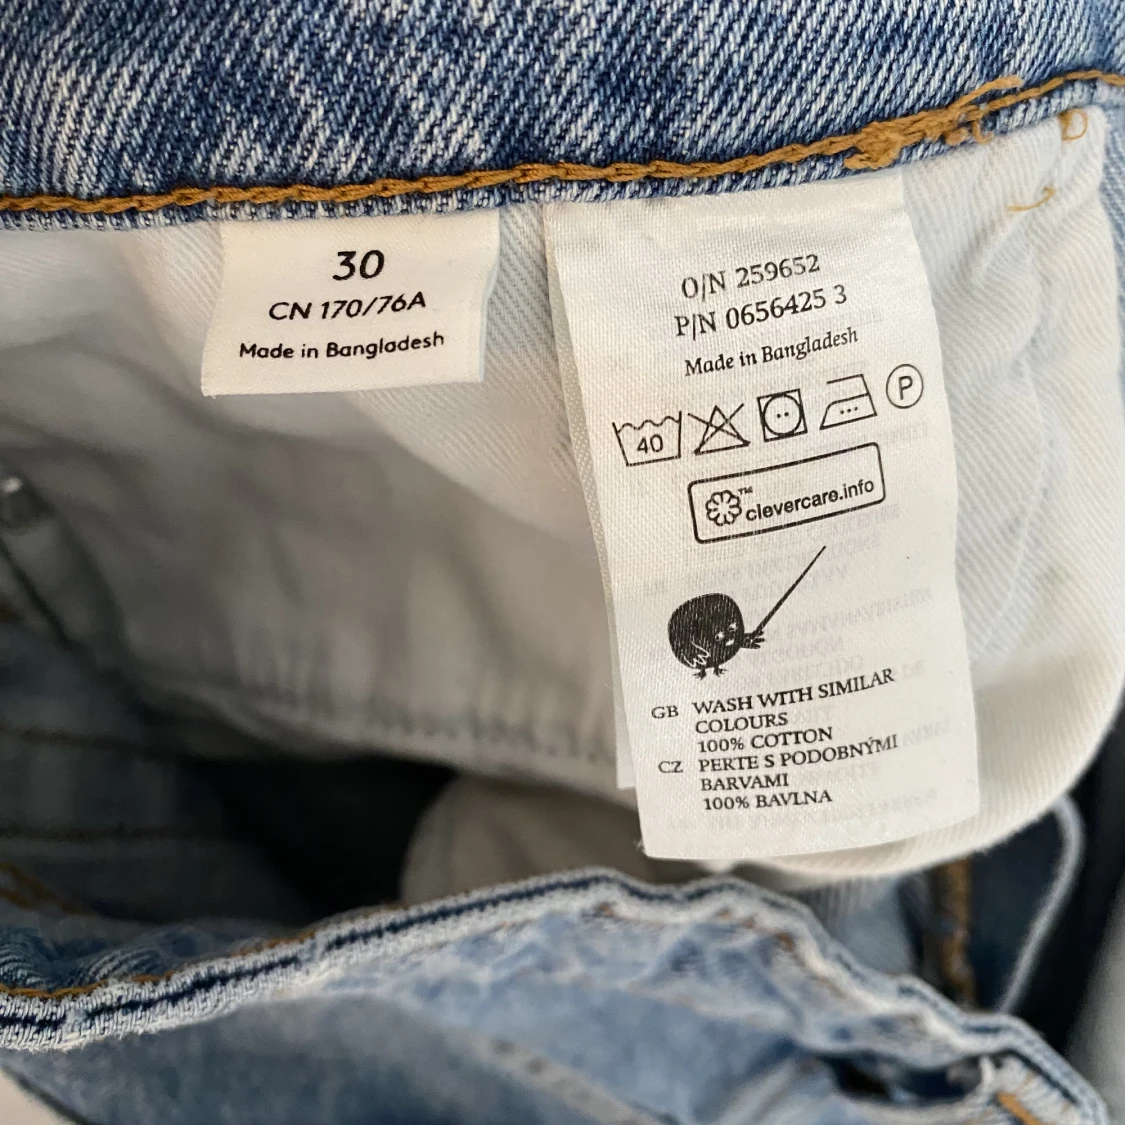 30
CN 170/76A
Made in Bangladesh
O/N 259652
P/N 0656425 3
Made in Bangladesh
40
P
™
clevercare.info
GB WASH WITH SIMILAR
COLOURS
100% COTTON
CZ PERTE S PODOBNÝMI
BARVAMI
100% BAVLNA